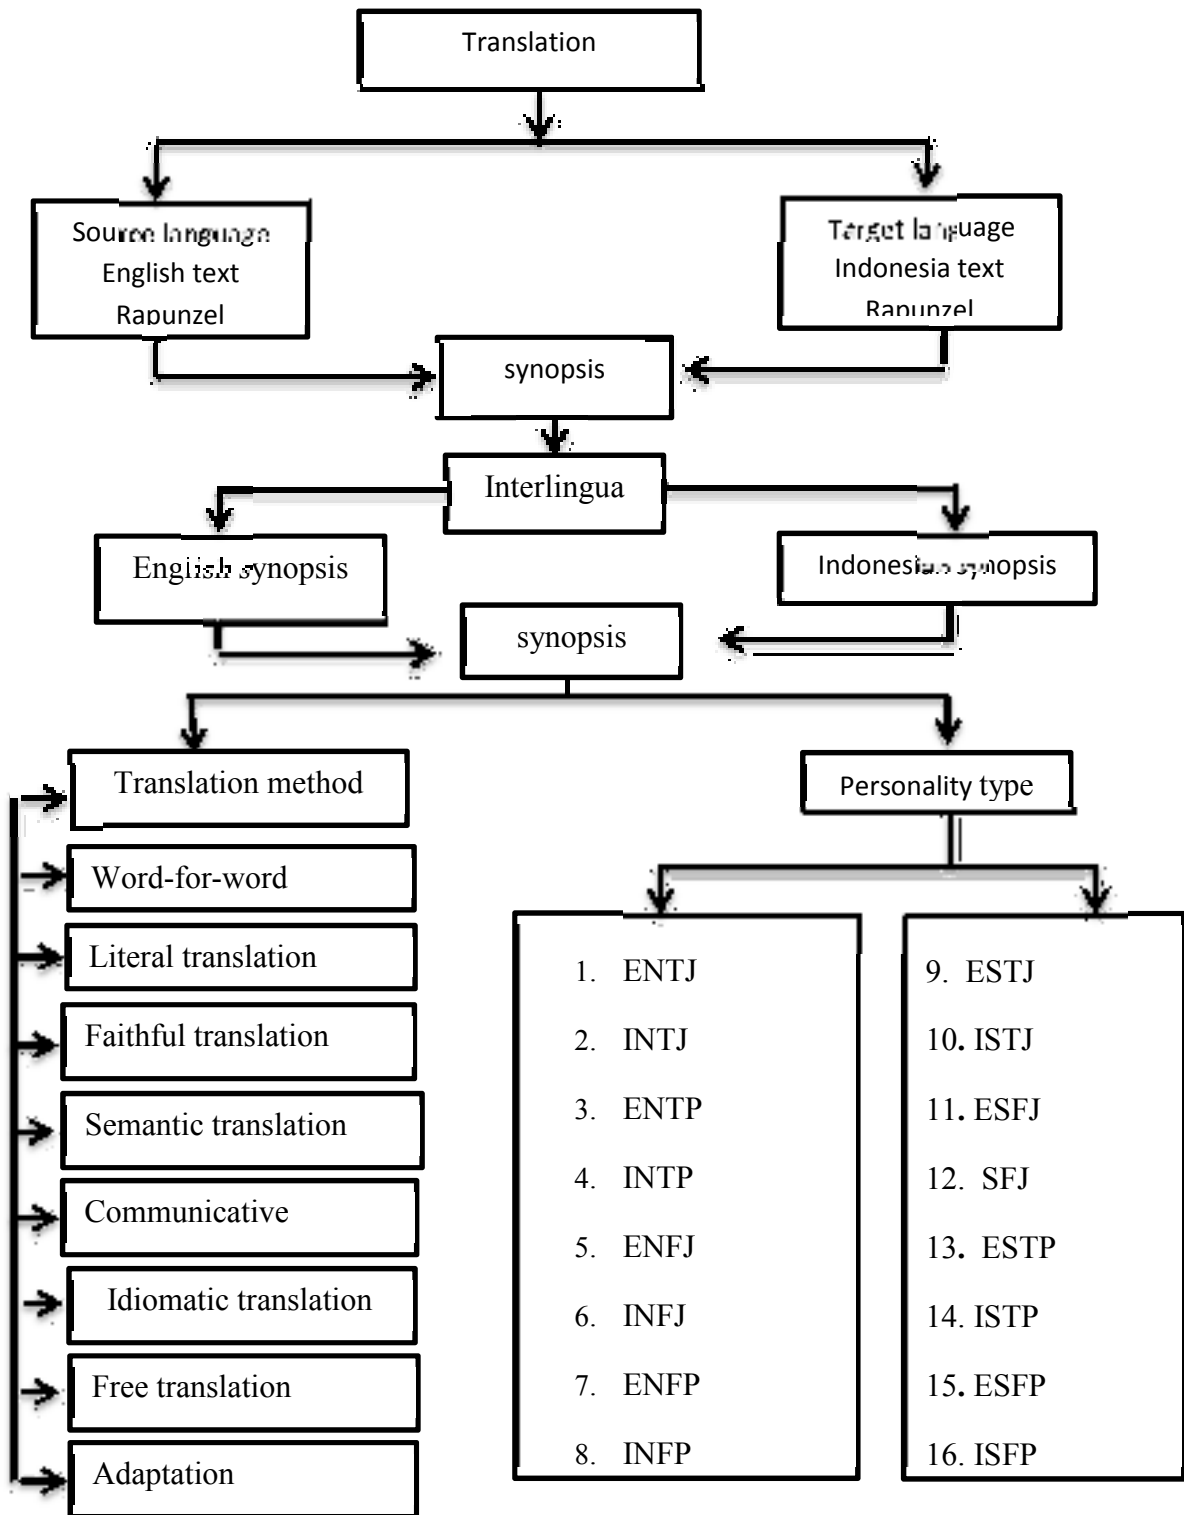 Translation
Source language
English text
Rapunzel
Target language
Indonesia text
Rapunzel
synopsis
Interlingua
English synopsis
Indonesian synopsis
synopsis
Translation method
Personality type
Word-for-word
Literal translation
Faithful translation
Semantic translation
Communicative
Idiomatic translation
Free translation
Adaptation
1. ENTJ
2. INTJ
3. ENTP
4. INTP
5. ENFJ
6. INFJ
7. ENFP
8. INFP
9. ESTJ
10. ISTJ
11. ESFJ
12. SFJ
13. ESTP
14. ISTP
15. ESFP
16. ISFP